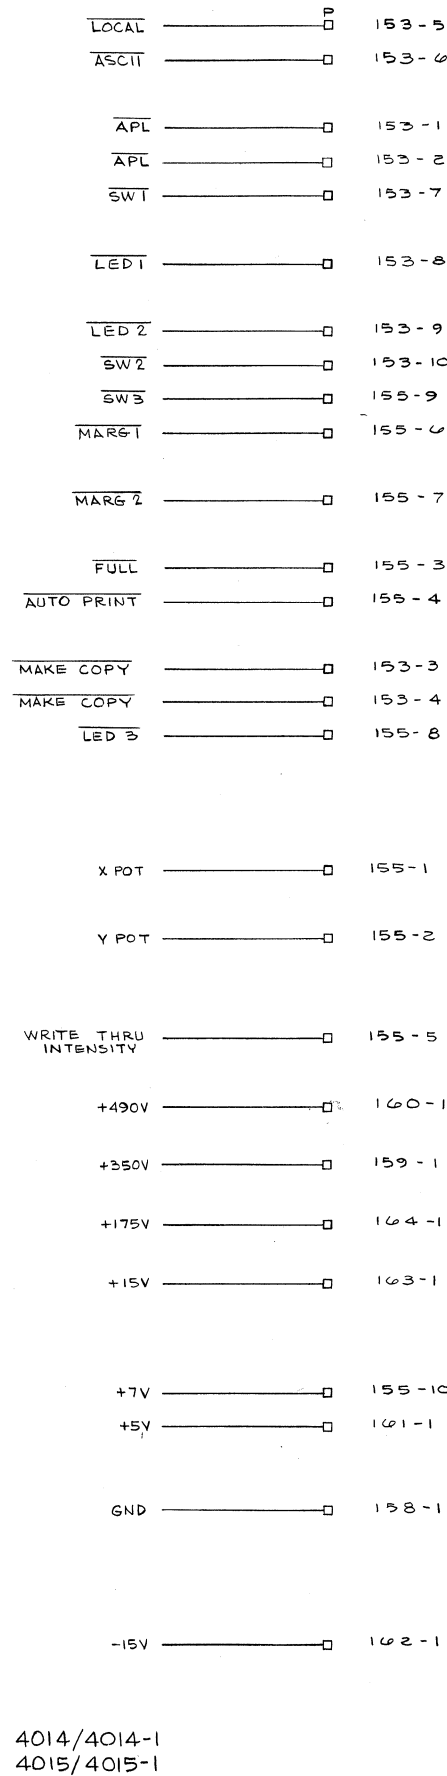 P
LOCAL 153-5
ASCII 153-6
APL 153-1
APL 153-2
SW1 153-7
LED1 153-8
LED 2 153-9
SW2 153-10
SW3 155-9
MARG1 155-6
MARG 2 155-7
FULL 155-3
AUTO PRINT 155-4
MAKE COPY 153-3
MAKE COPY 153-4
LED 3 155-8
X POT 155-1
Y POT 155-2
WRITE THRU 155-5
INTENSITY
+490V 160-1
+350V 159-1
+175V 164-1
+15V 163-1
+7V 155-10
+5V 161-1
GND 158-1
-15V 162-1
4014/4014-1
4015/4015-1